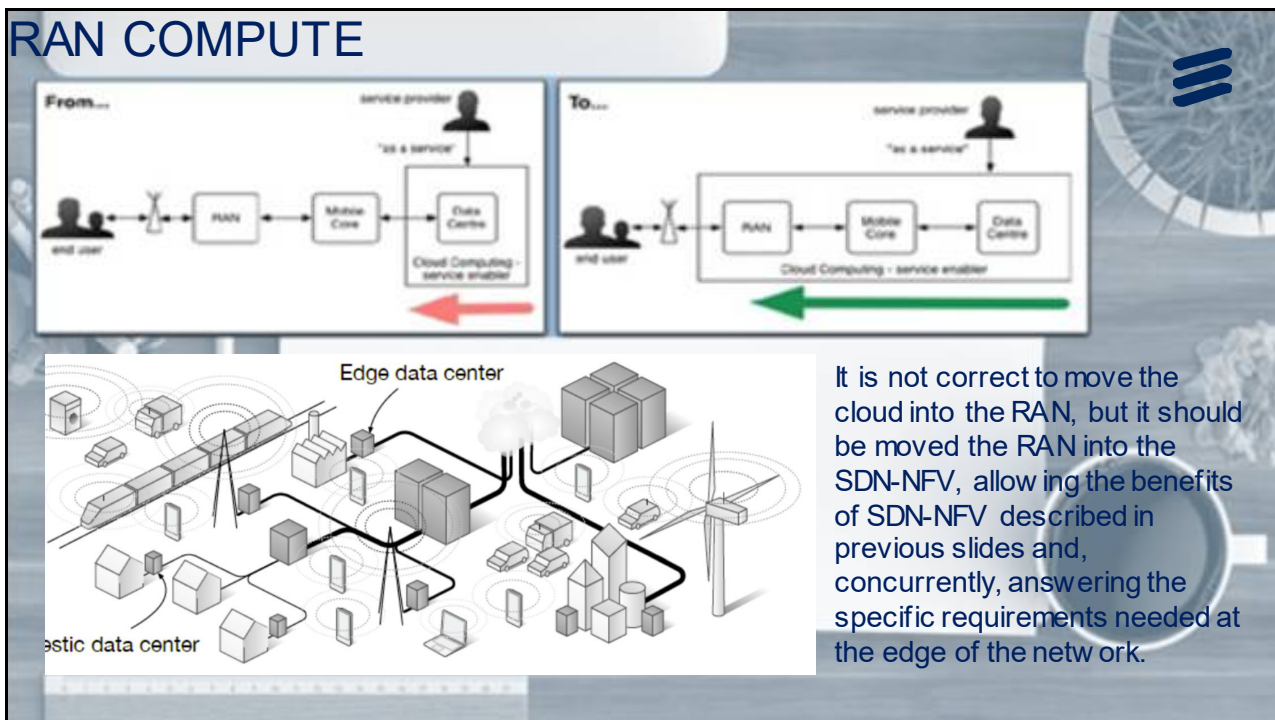 RAN COMPUTE
From...
service provider
"as a service"
end user
RAN
Mobile
Core
Data
Centre
Cloud Computing -
service enabler
To...
service provider
"as a service"
end user
RAN
Mobile
Core
Data
Centre
Cloud Computing - service enabler
Edge data center
estic data center
It is not correct to move the
cloud into the RAN, but it should
be moved the RAN into the
SDN-NFV, allowing the benefits
of SDN-NFV described in
previous slides and,
concurrently, answering the
specific requirements needed at
the edge of the network.